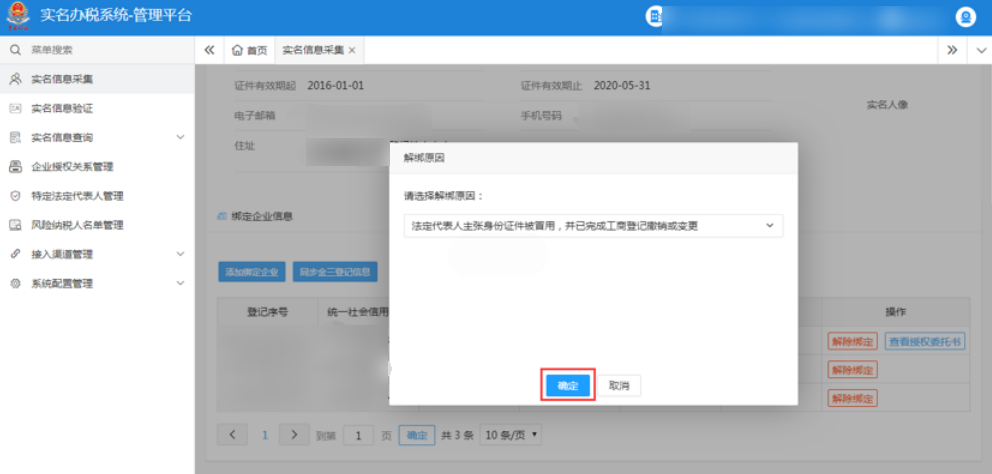 实名办税系统-管理平台
菜单搜索
首页
实名信息采集
实名信息采集
实名信息验证
实名信息查询
企业授权关系管理
特定法定代表人管理
风险纳税人名单管理
接入渠道管理
系统配置管理
证件有效期起 2016-01-01 证件有效期止 2020-05-31
实名人像
电子邮箱 手机号码
住址
解绑原因
请选择解绑原因：
法定代表人主张身份证件被冒用，并已完成工商登记撤销或变更
确定 取消
绑定企业信息
添加绑定企业 同步金三登记信息
登记序号 统一社会信用 操作
解除绑定 查看授权委托书
解除绑定
解除绑定
1 到第 1 页 确定 共 3 条 10 条/页